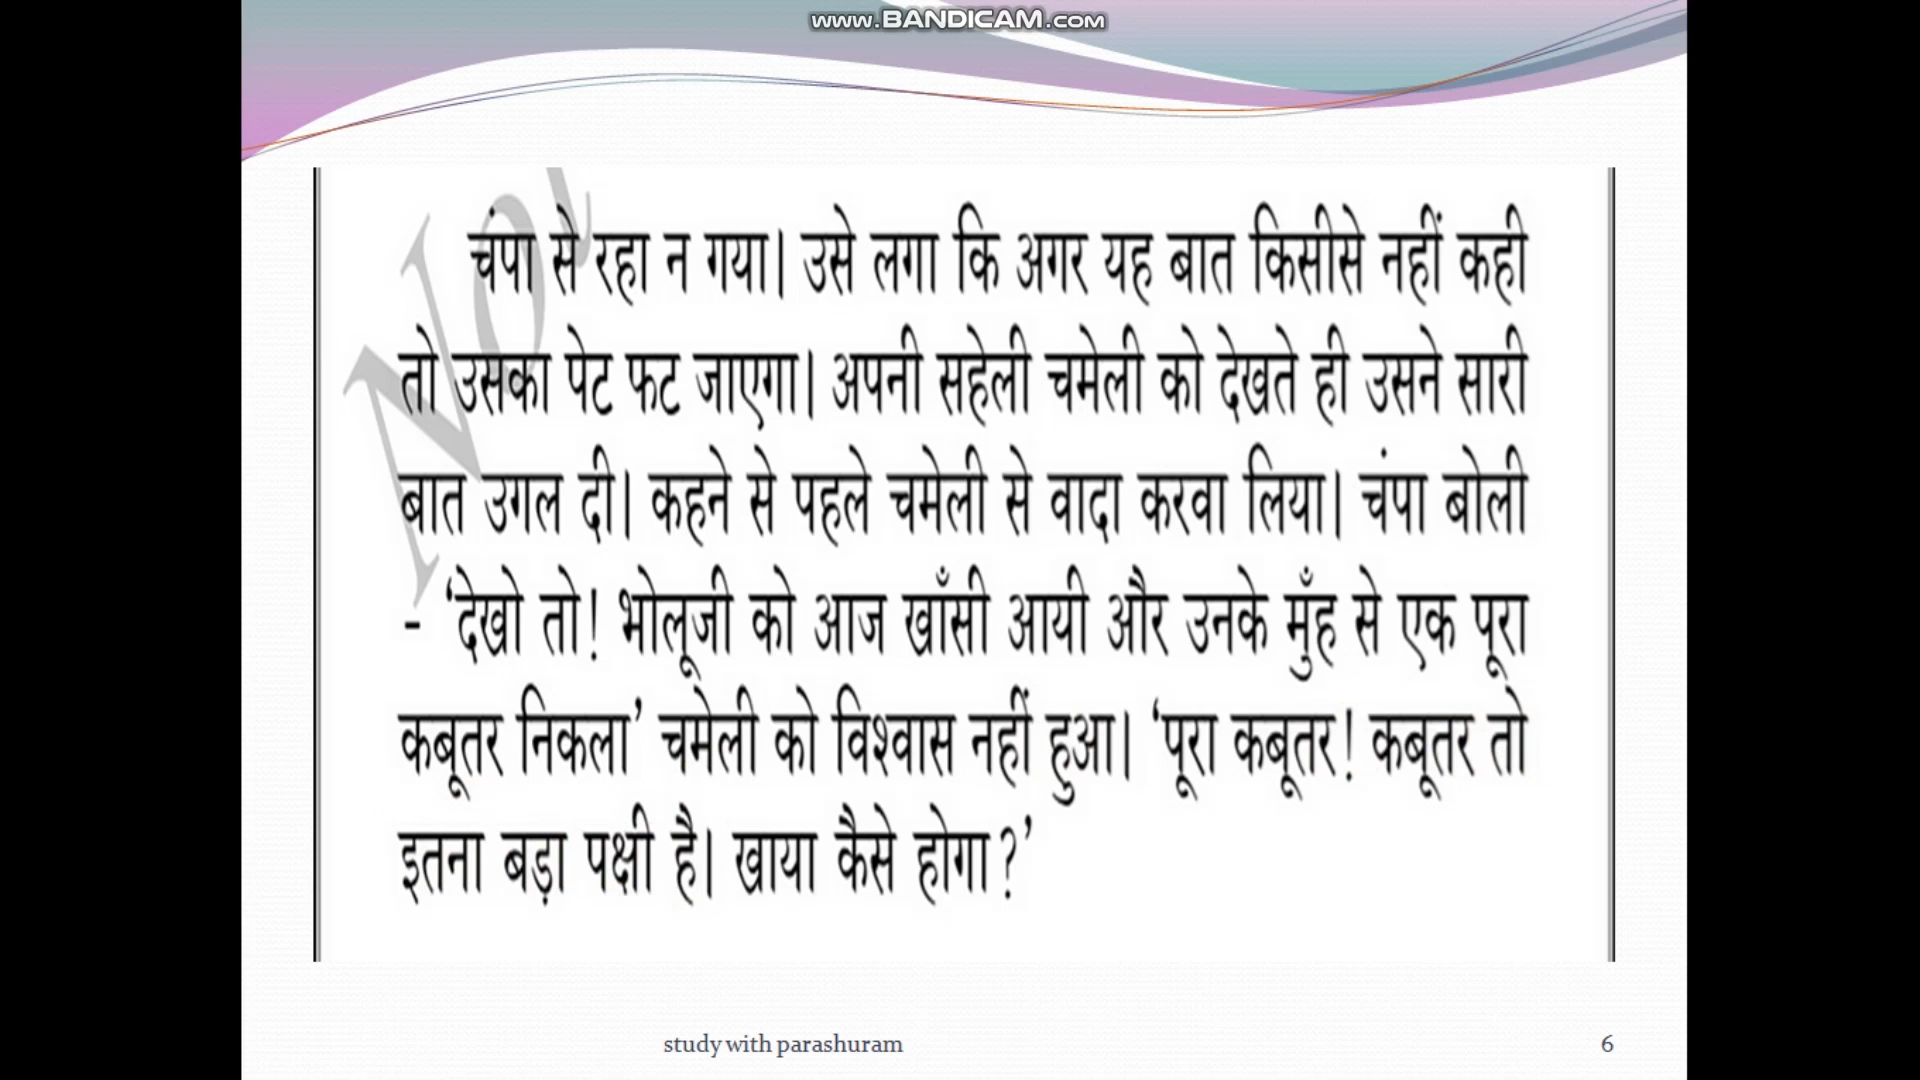 www.BANDICAM.com
चंपा से रहा न गया। उसे लगा कि अगर यह बात किसीसे नहीं कही
तो उसका पेट फट जाएगा। अपनी सहेली चमेली को देखते ही उसने सारी
बात उगल दी। कहने से पहले चमेली से वादा करवा लिया। चंपा बोली
- ‘देखो तो! भोलूजी को आज खाँसी आयी और उनके मुँह से एक पूरा
कबूतर निकला’ चमेली को विश्वास नहीं हुआ। ‘पूरा कबूतर! कबूतर तो
इतना बड़ा पक्षी है। खाया कैसे होगा?’
study with parashuram
6